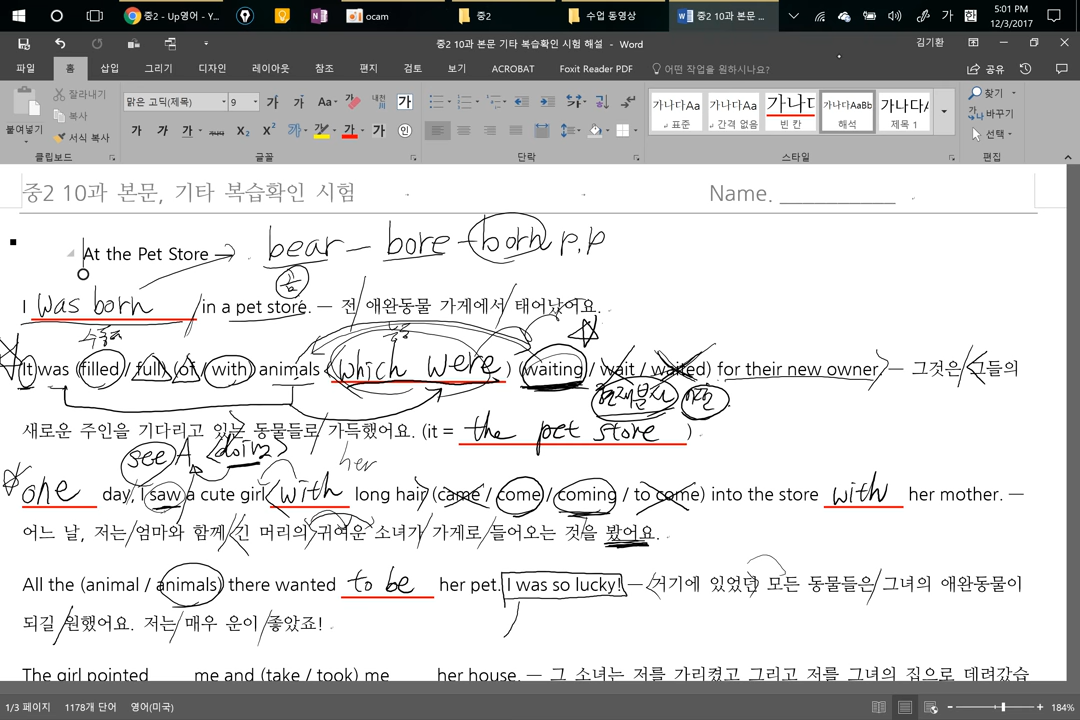 중2 - Up영어 - Y...
ocam
중2
수업 동영상
중2 10과 본문 ...
가
한
5:01 PM
12/3/2017
중2 10과 본문 기타 복습확인 시험 해설 - Word
김기환
파일 홈 삽입 그리기 디자인 레이아웃 참조 편지 검토 보기 ACROBAT Foxit Reader PDF 어떤 작업을 원하시나요? 공유
붙여넣기 잘라내기 복사 서식 복사
맑은 고딕(제목) 9
가나다Aa 가나다Aa 가나다 가나다AaBb 가나다A
표준 간격 없음 빈 칸 해석 제목 1
찾기 바꾸기 선택
클립보드 글꼴 단락 스타일 편집
중2 10과 본문, 기타 복습확인 시험 Name.
At the Pet Store bear - bore - born p.p
곰
I was born in a pet store. — 전 애완동물 가게에서 태어났어요.
수동
It was (filled / full) (of / with) animals (which were) (waiting / wait / waited) for their new owner — 그것은 그들의
현재분사
새로운 주인을 기다리고 있는 동물들로 가득했어요. (it = the pet store)
see A doing
her
one day, I saw a cute girl with long hair (came / come / coming / to come) into the store with her mother. —
어느 날, 저는 엄마와 함께 긴 머리의 귀여운 소녀가 가게로 들어오는 것을 봤어요.
All the (animal / animals) there wanted to be her pet. I was so lucky! — 거기에 있었던 모든 동물들은 그녀의 애완동물이
되길 원했어요. 저는 매우 운이 좋았죠!
The girl pointed me and (take / took) me her house. — 그 소녀는 저를 가리켰고 그리고 저를 그녀의 집으로 데려갔습
1/3 페이지 1178개 단어 영어(미국) 184%